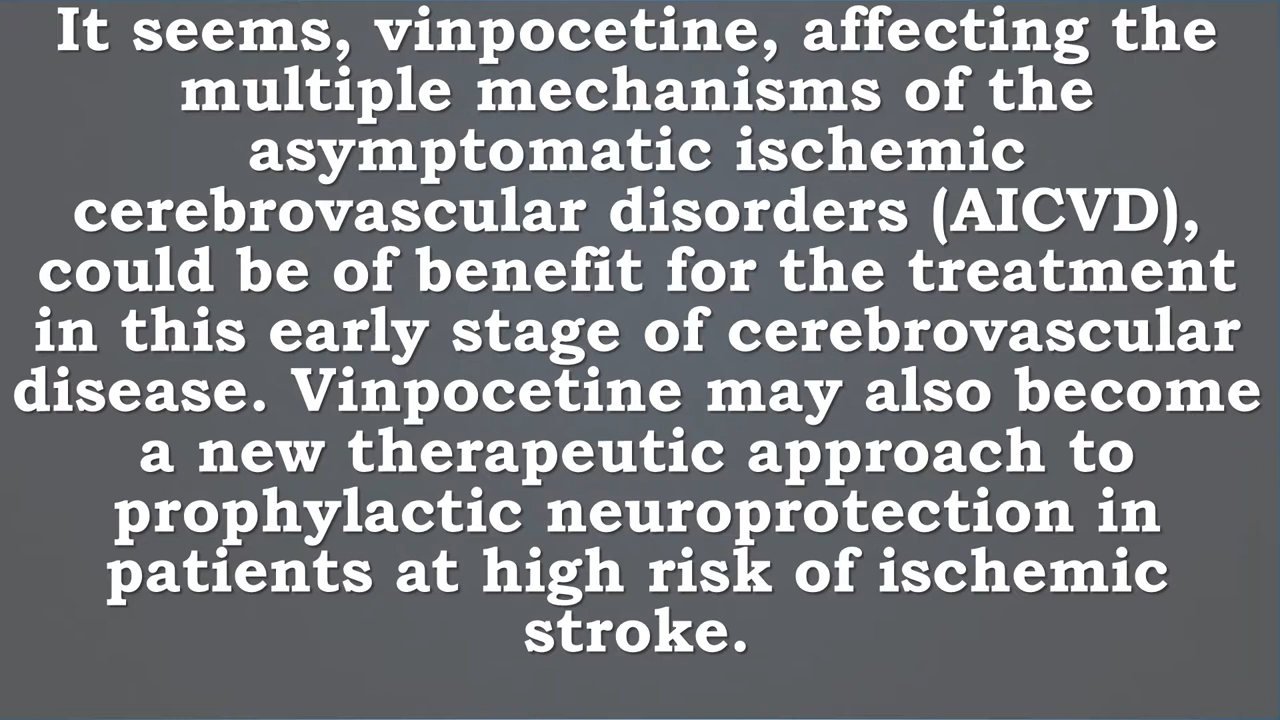 It seems, vinpocetine, affecting the
multiple mechanisms of the
asymptomatic ischemic
cerebrovascular disorders (AICVD),
could be of benefit for the treatment
in this early stage of cerebrovascular
disease. Vinpocetine may also become
a new therapeutic approach to
prophylactic neuroprotection in
patients at high risk of ischemic
stroke.